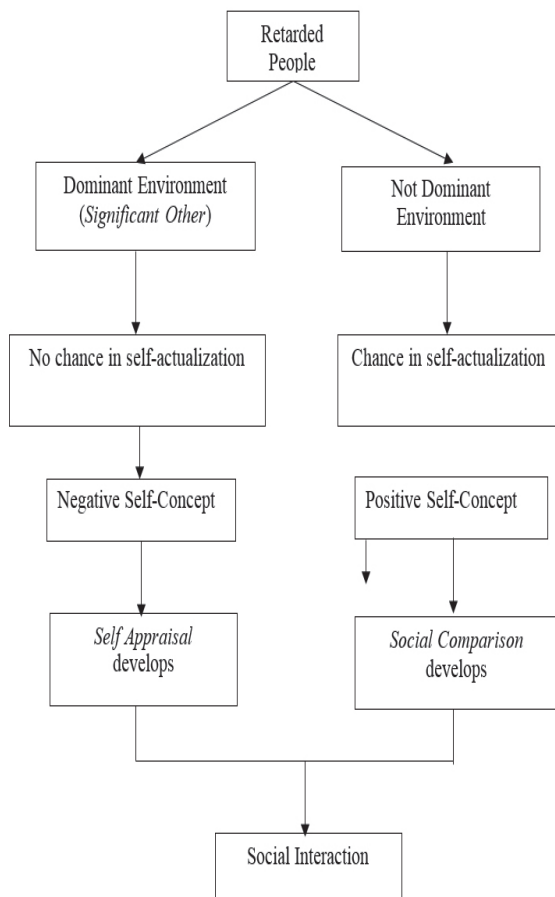 Retarded
People
Dominant Environment
(Significant Other)
Not Dominant
Environment
No chance in self-actualization
Chance in self-actualization
Negative Self-Concept
Positive Self-Concept
Self Appraisal
develops
Social Comparison
develops
Social Interaction